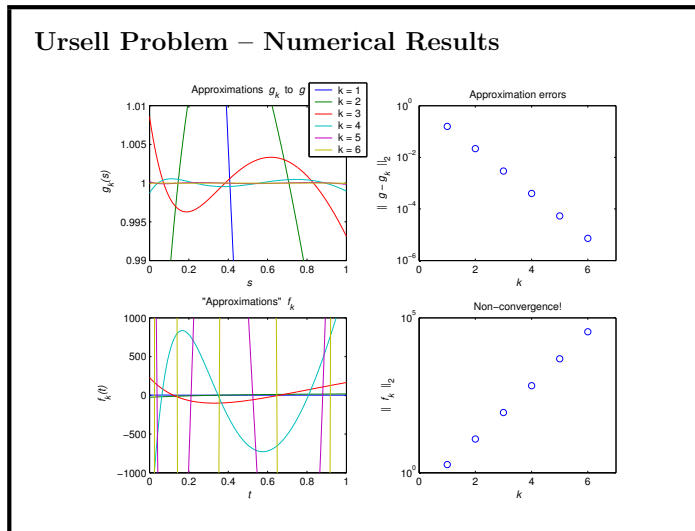 Ursell Problem – Numerical Results
Approximations g_k to g
k = 1
k = 2
k = 3
k = 4
k = 5
k = 6
1.01
1.005
1
0.995
0.99
g_k(s)
0 0.2 0.4 0.6 0.8 1
s
Approximation errors
10^0
10^−2
10^−4
10^−6
|| g − g_k ||_2
0 2 4 6
k
"Approximations" f_k
1000
500
0
−500
−1000
f_k(t)
0 0.2 0.4 0.6 0.8 1
t
Non−convergence!
10^5
10^0
|| f_k ||_2
0 2 4 6
k